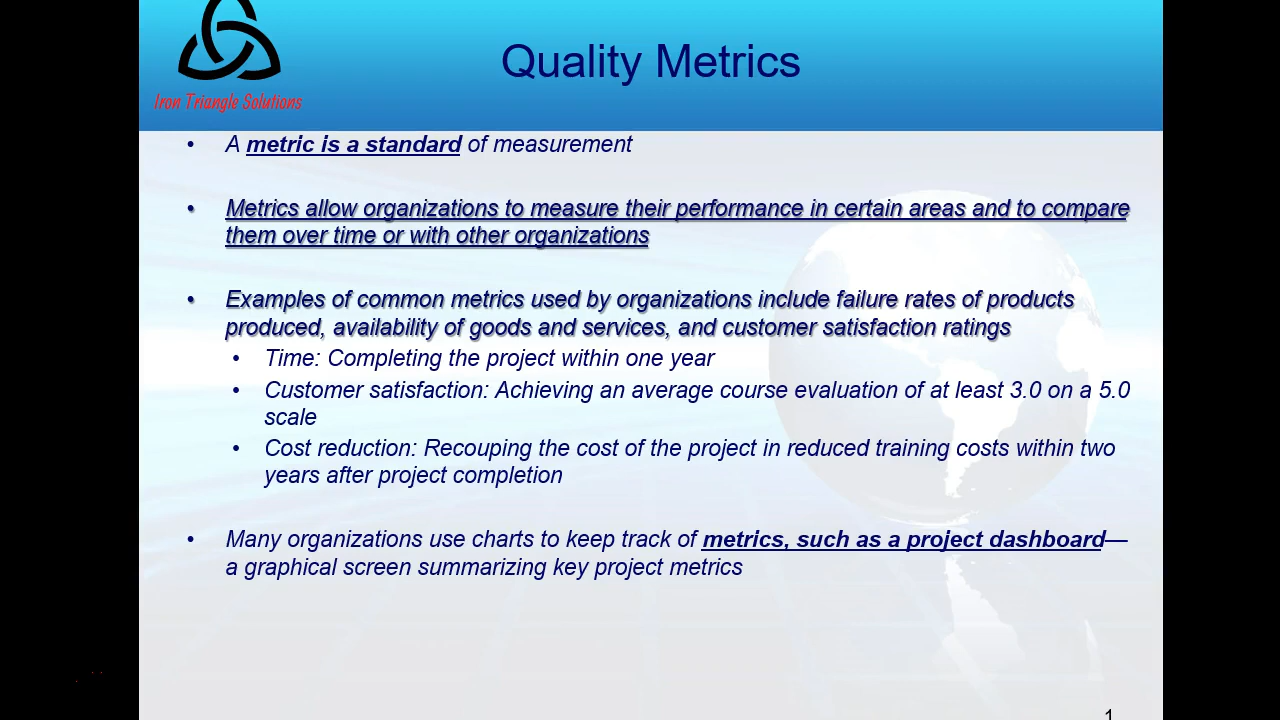 Quality Metrics
Iron Triangle Solutions
• A metric is a standard of measurement
• Metrics allow organizations to measure their performance in certain areas and to compare
them over time or with other organizations
• Examples of common metrics used by organizations include failure rates of products
produced, availability of goods and services, and customer satisfaction ratings
• Time: Completing the project within one year
• Customer satisfaction: Achieving an average course evaluation of at least 3.0 on a 5.0
scale
• Cost reduction: Recouping the cost of the project in reduced training costs within two
years after project completion
• Many organizations use charts to keep track of metrics, such as a project dashboard—
a graphical screen summarizing key project metrics
1